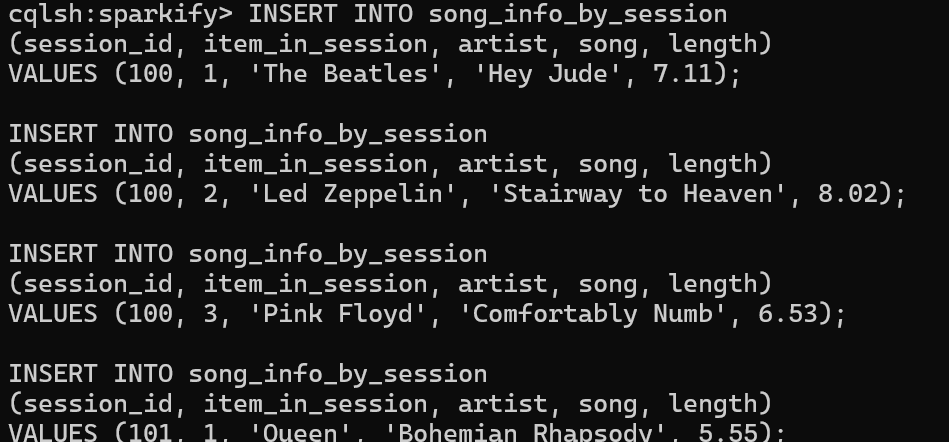 cqlsh:sparkify> INSERT INTO song_info_by_session
(session_id, item_in_session, artist, song, length)
VALUES (100, 1, 'The Beatles', 'Hey Jude', 7.11);
INSERT INTO song_info_by_session
(session_id, item_in_session, artist, song, length)
VALUES (100, 2, 'Led Zeppelin', 'Stairway to Heaven', 8.02);
INSERT INTO song_info_by_session
(session_id, item_in_session, artist, song, length)
VALUES (100, 3, 'Pink Floyd', 'Comfortably Numb', 6.53);
INSERT INTO song_info_by_session
(session_id, item_in_session, artist, song, length)
VALUES (101, 1, 'Queen', 'Bohemian Rhapsody', 5.55);